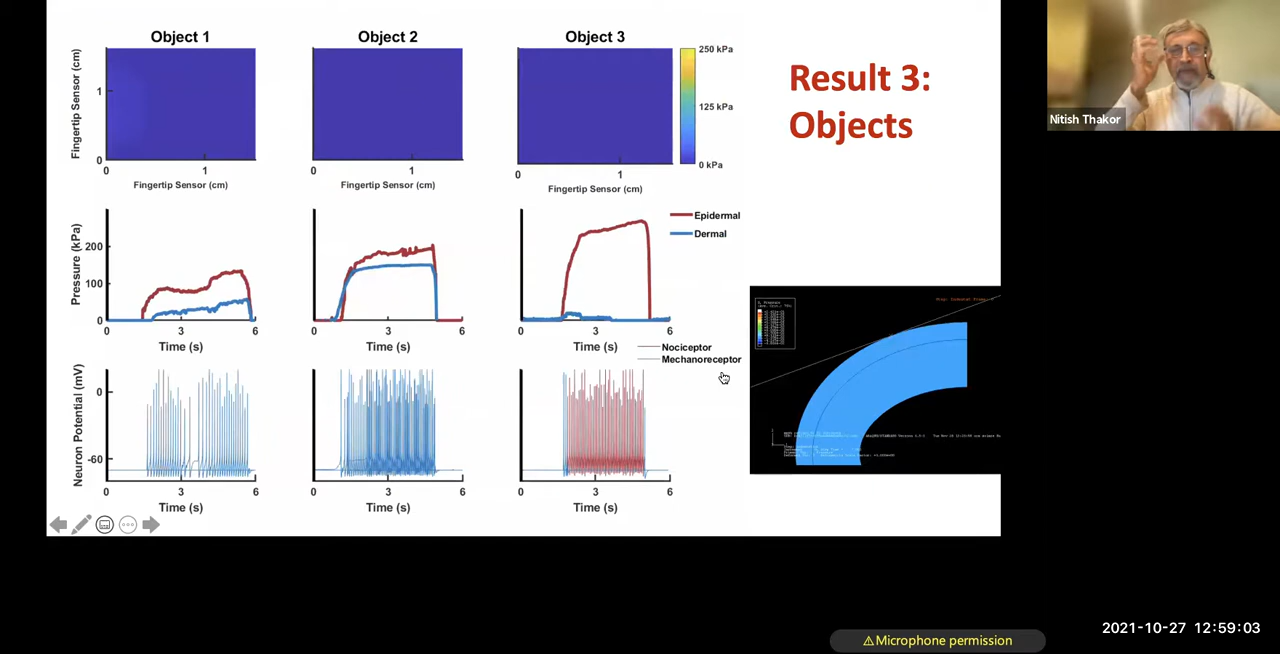 Object 1
Object 2
Object 3
Fingertip Sensor (cm)
1
0
0
1
Fingertip Sensor (cm)
0
1
Fingertip Sensor (cm)
0
1
Fingertip Sensor (cm)
250 kPa
125 kPa
0 kPa
Result 3:
Objects
Nitish Thakor
Pressure (kPa)
200
100
0
0
3
6
Time (s)
0
3
6
Time (s)
0
3
6
Time (s)
Epidermal
Dermal
Nociceptor
Mechanoreceptor
Neuron Potential (mV)
0
-60
0
3
6
Time (s)
0
3
6
Time (s)
0
3
6
Time (s)
2021-10-27 12:59:03
⚠Microphone permission